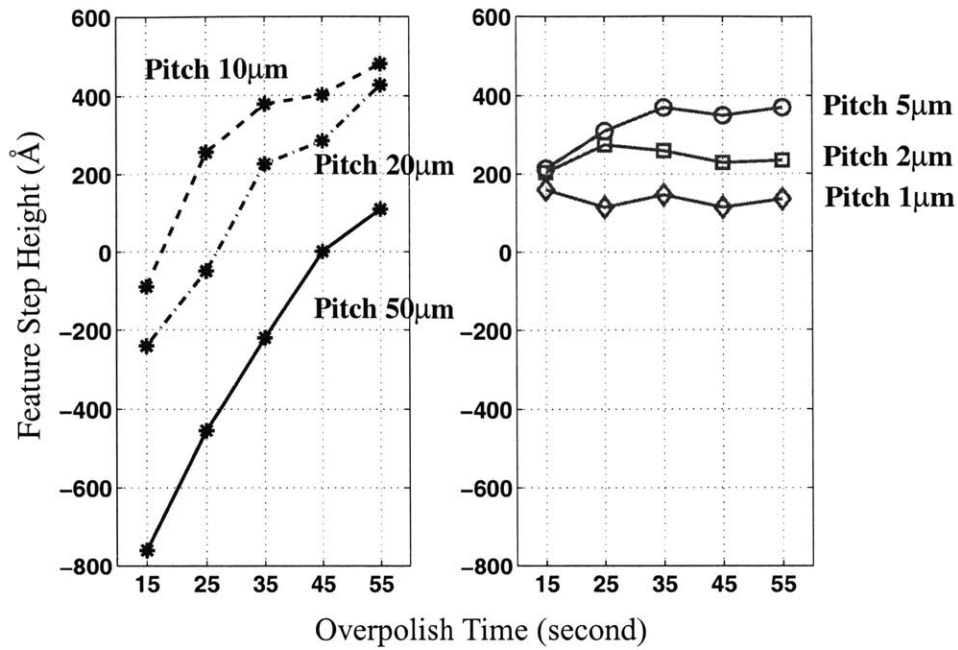 Feature Step Height (Å)
600
400
200
0
−200
−400
−600
−800
15 25 35 45 55
Pitch 10µm
Pitch 20µm
Pitch 50µm
600
400
200
0
−200
−400
−600
−800
15 25 35 45 55
Pitch 5µm
Pitch 2µm
Pitch 1µm
Overpolish Time (second)